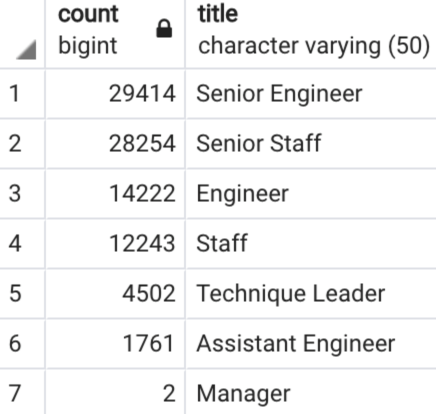 count title
bigint character varying (50)
1 29414 Senior Engineer
2 28254 Senior Staff
3 14222 Engineer
4 12243 Staff
5 4502 Technique Leader
6 1761 Assistant Engineer
7 2 Manager